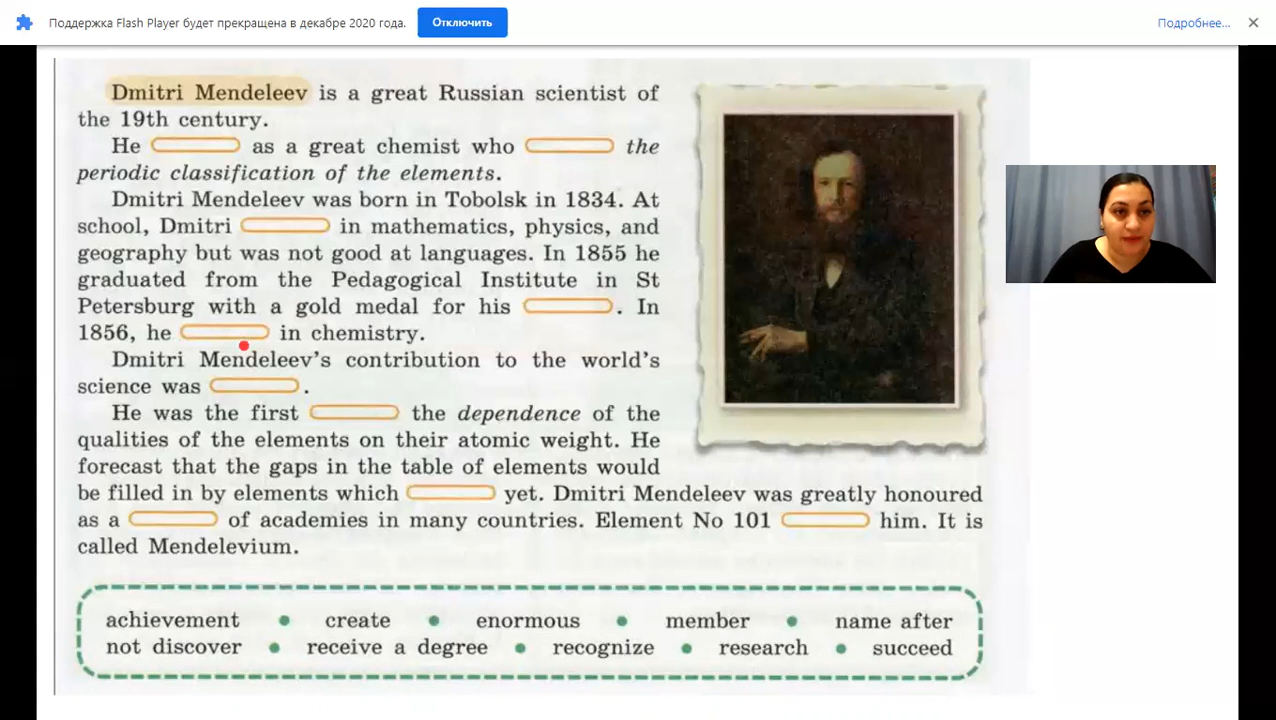 Поддержка Flash Player будет прекращена в декабре 2020 года. Отключить Подробнее...
Dmitri Mendeleev is a great Russian scientist of
the 19th century.
He as a great chemist who the
periodic classification of the elements.
Dmitri Mendeleev was born in Tobolsk in 1834. At
school, Dmitri in mathematics, physics, and
geography but was not good at languages. In 1855 he
graduated from the Pedagogical Institute in St
Petersburg with a gold medal for his . In
1856, he in chemistry.
Dmitri Mendeleev's contribution to the world's
science was .
He was the first the dependence of the
qualities of the elements on their atomic weight. He
forecast that the gaps in the table of elements would
be filled in by elements which yet. Dmitri Mendeleev was greatly honoured
as a of academies in many countries. Element No 101 him. It is
called Mendelevium.
achievement • create • enormous • member • name after
not discover • receive a degree • recognize • research • succeed